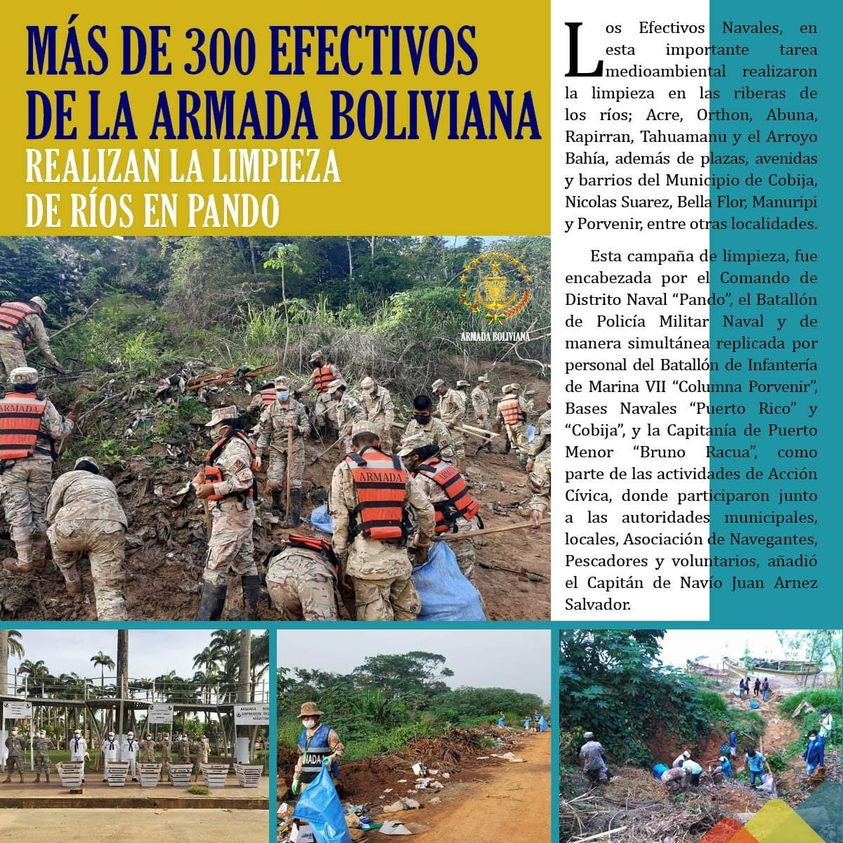 MÁS DE 300 EFECTIVOS
DE LA ARMADA BOLIVIANA
REALIZAN LA LIMPIEZA
DE RÍOS EN PANDO
Los Efectivos Navales, en
esta importante tarea
medioambiental realizaron
la limpieza en las riberas de
los ríos; Acre, Orthon, Abuna,
Rapirran, Tahuamanu y el Arroyo
Bahía, además de plazas, avenidas
y barrios del Municipio de Cobija,
Nicolas Suarez, Bella Flor, Manuripi
y Porvenir, entre otras localidades.
Esta campaña de limpieza, fue
encabezada por el Comando de
Distrito Naval “Pando”, el Batallón
de Policía Militar Naval y de
manera simultánea replicada por
personal del Batallón de Infantería
de Marina VII “Columna Porvenir”,
Bases Navales “Puerto Rico” y
“Cobija”, y la Capitanía de Puerto
Menor “Bruno Racua”, como
parte de las actividades de Acción
Cívica, donde participaron junto
a las autoridades municipales,
locales, Asociación de Navegantes,
Pescadores y voluntarios, añadió
el Capitán de Navío Juan Arnez
Salvador.
ARMADA BOLIVIANA
ARMADA
ARMADA